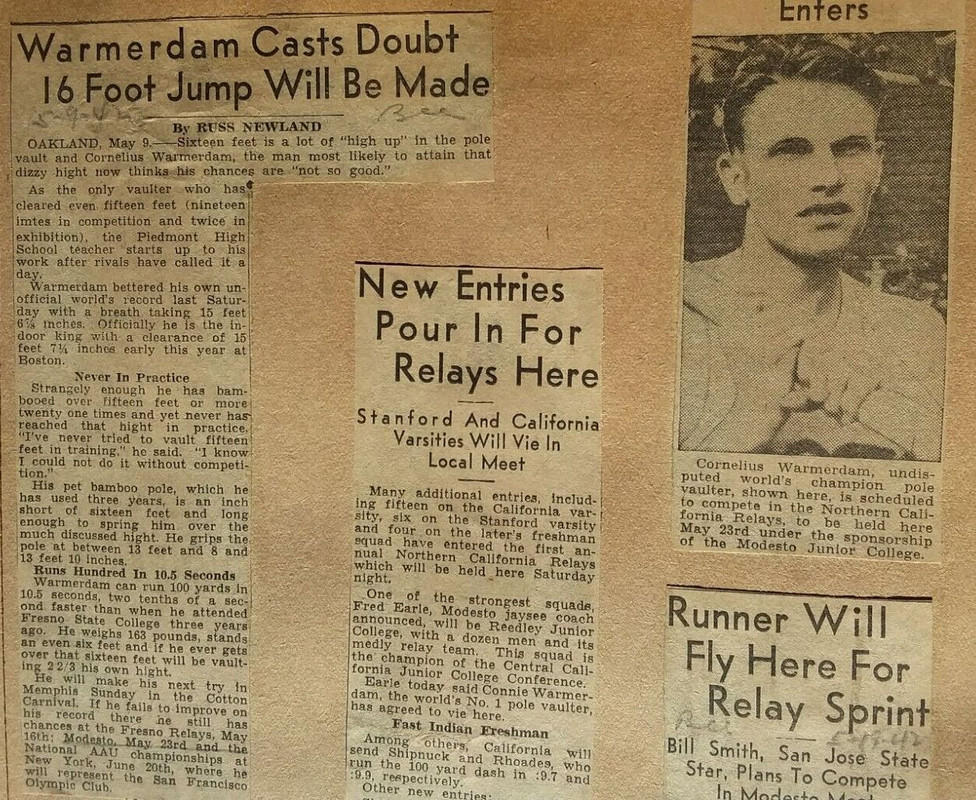 Warmerdam Casts Doubt
16 Foot Jump Will Be Made
Bee
By RUSS NEWLAND
OAKLAND, May 9.—Sixteen feet is a lot of "high up" in the pole
vault and Cornelius Warmerdam, the man most likely to attain that
dizzy hight now thinks his chances are "not so good."
As the only vaulter who has
cleared even fifteen feet (nineteen
imtes in competition and twice in
exhibition), the Piedmont High
School teacher starts up to his
work after rivals have called it a
day.
Warmerdam bettered his own un-
official world's record last Satur-
day with a breath taking 15 feet
inches. Officially he is the in-
door king with a clearance of 15
feet 7¼ inches early this year at
Boston.
Never In Practice
Strangely enough he has bam-
booed over fifteen feet or more
twenty one times and yet never has
reached that hight in practice.
"I've never tried to vault fifteen
feet in training," he said. "I know
I could not do it without competi-
tion."
His pet bamboo pole, which he
has used three years, is an inch
short of sixteen feet and long
enough to spring him over the
much discussed hight. He grips the
pole at between 13 feet and 8 and
13 feet 10 inches.
Runs Hundred In 10.5 Seconds
Warmerdam can run 100 yards in
10.5 seconds, two tenths of a sec-
ond faster than when he attended
Fresno State College three years
ago. He weighs 163 pounds, stands
an even six feet and if he ever gets
over that sixteen feet will be vault-
ing 2 2/3 his own hight.
He will make his next try in
Memphis Sunday in the Cotton
Carnival. If he fails to improve on
his record there he still has
chances at the Fresno Relays, May
16th; Modesto, May 23rd and the
National AAU championships at
New York, June 20th, where he
will represent the San Francisco
Olympic Club.
New Entries
Pour In For
Relays Here
Stanford And California
Varsities Will Vie In
Local Meet
Many additional entries, includ-
ing fifteen on the California var-
sity, six on the Stanford varsity
and four on the later's freshman
squad have entered the first an-
nual Northern California Relays
which will be held here Saturday
night.
One of the strongest squads,
Fred Earle, Modesto jaysee coach
announced, will be Reedley Junior
College, with a dozen men and its
medly relay team. This squad is
the champion of the Central Cali-
fornia Junior College Conference.
Earle today said Connie Warmer-
dam, the world's No. 1 pole vaulter,
has agreed to vie here.
Fast Indian Freshman
Among others, California will
send Shipnuck and Rhoades, who
run the 100 yard dash in :9.7 and
:9.9, respectively.
Other new entries:
Enters
Cornelius Warmerdam, undis-
puted world's champion pole
vaulter, shown here, is scheduled
to compete in the Northern Cali-
fornia Relays, to be held here
May 23rd under the sponsorship
of the Modesto Junior College.
Runner Will
Fly Here For
Relay Sprint
Bill Smith, San Jose State
Star, Plans To Compete
In Modesto Meet